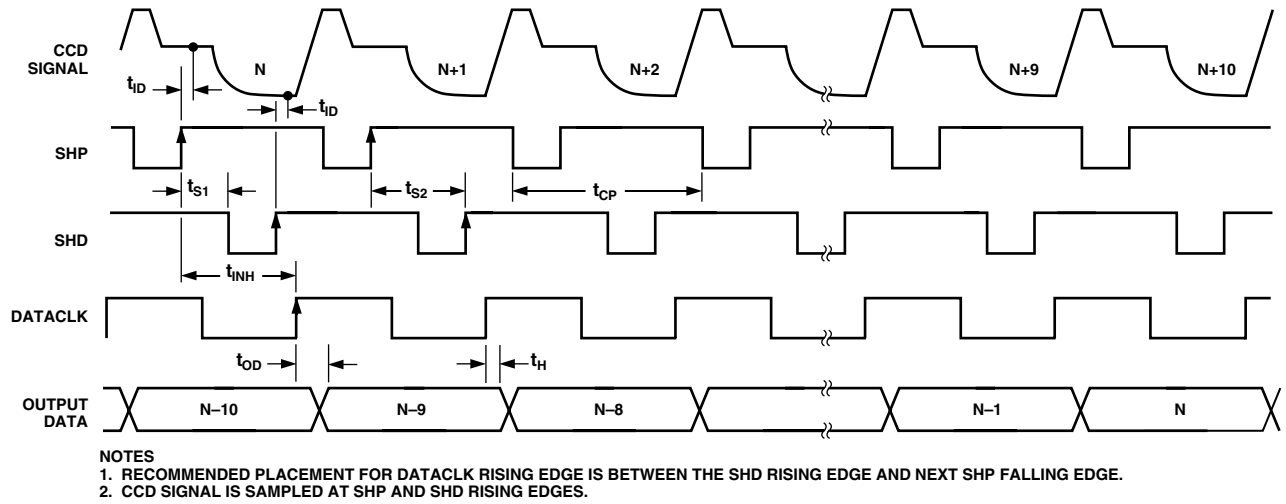 CCD
SIGNAL
N
N+1
N+2
N+9
N+10
tID
tID
SHP
tS1
tS2
tCP
SHD
tINH
DATACLK
tOD
tH
OUTPUT
DATA
N–10
N–9
N–8
N–1
N
NOTES
1. RECOMMENDED PLACEMENT FOR DATACLK RISING EDGE IS BETWEEN THE SHD RISING EDGE AND NEXT SHP FALLING EDGE.
2. CCD SIGNAL IS SAMPLED AT SHP AND SHD RISING EDGES.